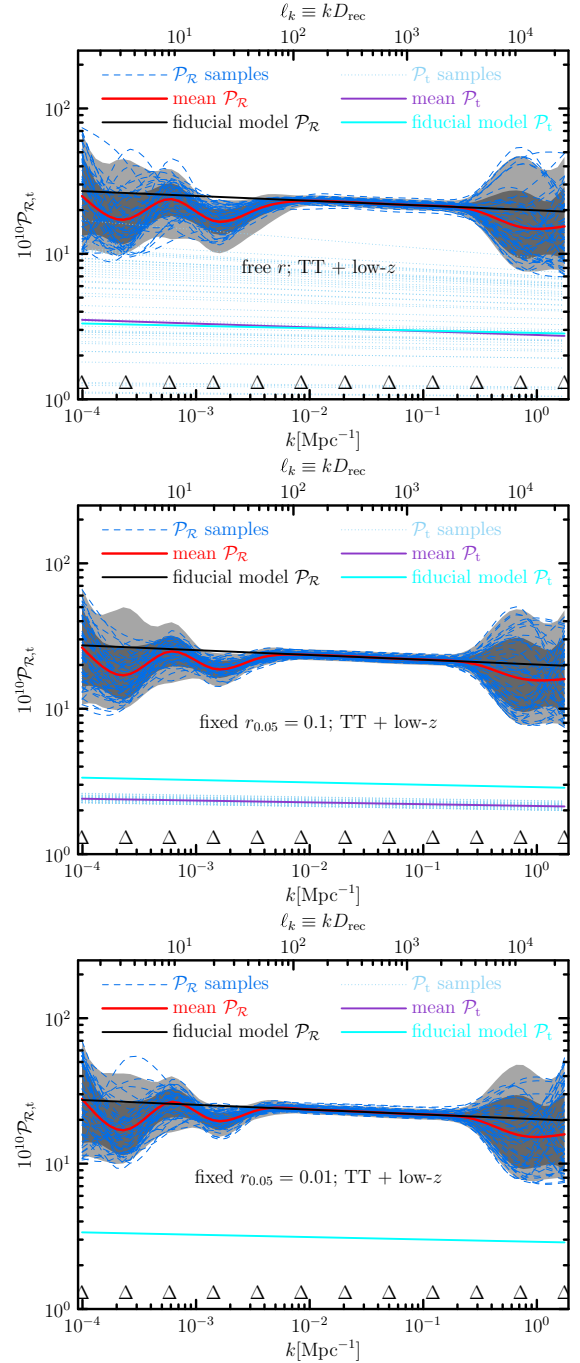 ℓ_k ≡ kD_rec
10^1 10^2 10^3 10^4
10^2
10^1
10^0
10^10 𝒫_ℛ,t
𝒫_ℛ samples 𝒫_t samples
mean 𝒫_ℛ mean 𝒫_t
fiducial model 𝒫_ℛ fiducial model 𝒫_t
free r; TT + low-z
Δ Δ Δ Δ Δ Δ Δ Δ Δ Δ Δ Δ
10^−4 10^−3 10^−2 10^−1 10^0
k[Mpc^−1]
ℓ_k ≡ kD_rec
10^1 10^2 10^3 10^4
10^2
10^1
10^0
10^10 𝒫_ℛ,t
𝒫_ℛ samples 𝒫_t samples
mean 𝒫_ℛ mean 𝒫_t
fiducial model 𝒫_ℛ fiducial model 𝒫_t
fixed r_0.05 = 0.1; TT + low-z
Δ Δ Δ Δ Δ Δ Δ Δ Δ Δ Δ Δ
10^−4 10^−3 10^−2 10^−1 10^0
k[Mpc^−1]
ℓ_k ≡ kD_rec
10^1 10^2 10^3 10^4
10^2
10^1
10^0
10^10 𝒫_ℛ,t
𝒫_ℛ samples 𝒫_t samples
mean 𝒫_ℛ mean 𝒫_t
fiducial model 𝒫_ℛ fiducial model 𝒫_t
fixed r_0.05 = 0.01; TT + low-z
Δ Δ Δ Δ Δ Δ Δ Δ Δ Δ Δ Δ
10^−4 10^−3 10^−2 10^−1 10^0
k[Mpc^−1]